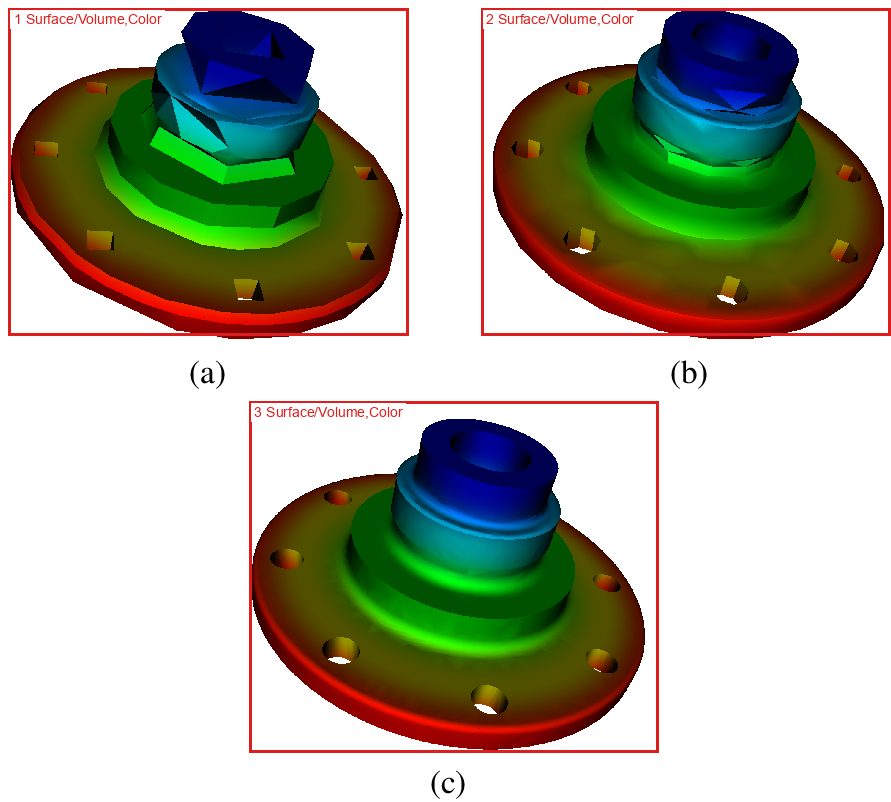 1 Surface/Volume,Color
2 Surface/Volume,Color
(a)
(b)
3 Surface/Volume,Color
(c)